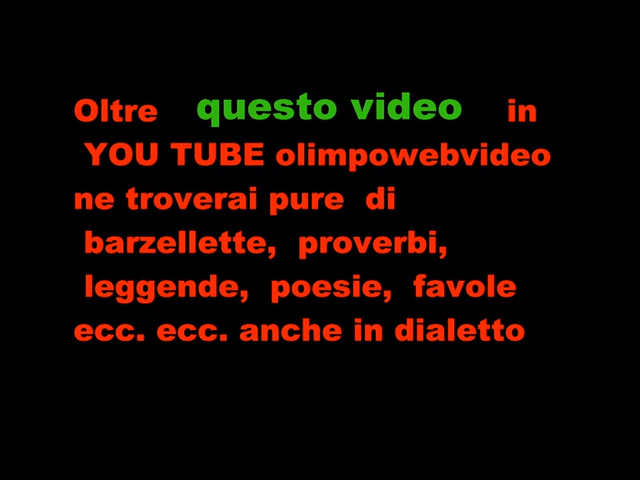 Oltre questo video in
YOU TUBE olimpowebvideo
ne troverai pure di
barzellette, proverbi,
leggende, poesie, favole
ecc. ecc. anche in dialetto